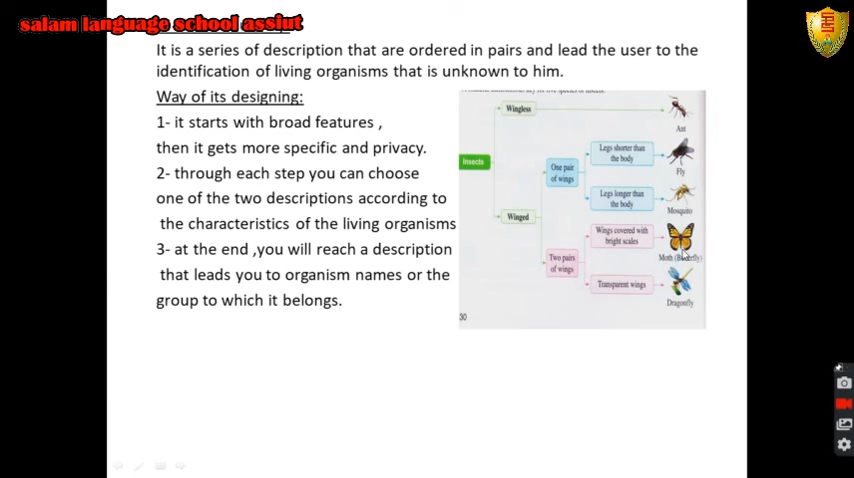 salam language school assiut
It is a series of description that are ordered in pairs and lead the user to the
identification of living organisms that is unknown to him.
Way of its designing:
1- it starts with broad features ,
then it gets more specific and privacy.
2- through each step you can choose
one of the two descriptions according to
the characteristics of the living organisms
3- at the end ,you will reach a description
that leads you to organism names or the
group to which it belongs.
Insects
Wingless
Ant
Winged
One pair
of wings
Legs shorter than
the body
Fly
Legs longer than
the body
Mosquito
Two pairs
of wings
Wings covered with
bright scales
Moth (Butterfly)
Transparent wings
Dragonfly
30